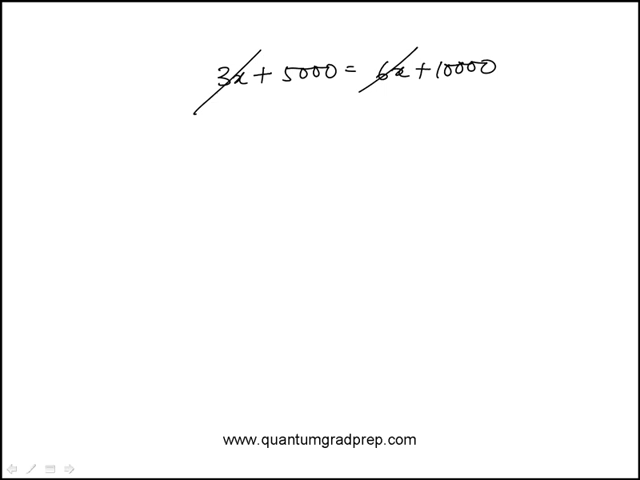 3x + 5000 = 6x + 10000
www.quantumgradprep.com